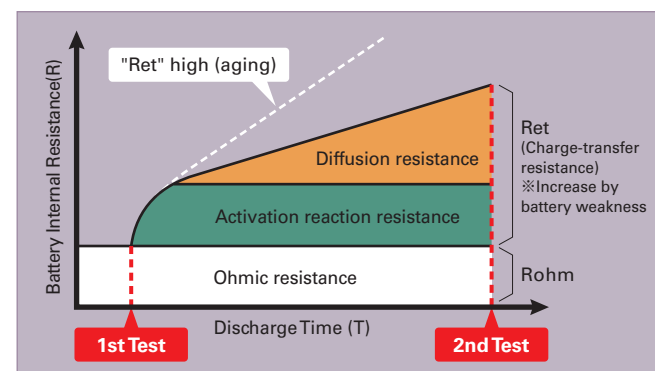 "Ret" high (aging)
Battery Internal Resistance(R)
Diffusion resistance
Activation reaction resistance
Ohmic resistance
Ret
(Charge-transfer
resistance)
※Increase by
battery weakness
Rohm
Discharge Time (T)
1st Test
2nd Test